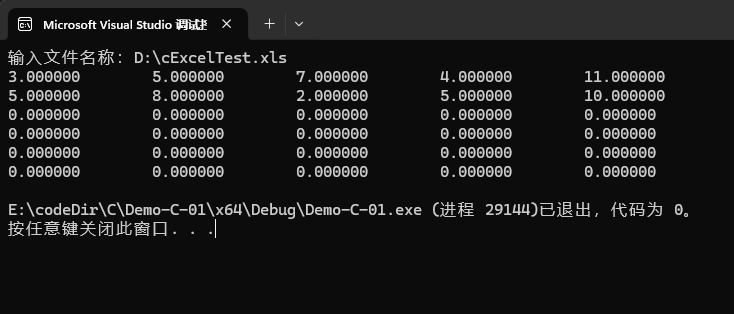 Microsoft Visual Studio 调试
输入文件名称：D:\cExcelTest.xls
3.000000 5.000000 7.000000 4.000000 11.000000
5.000000 8.000000 2.000000 5.000000 10.000000
0.000000 0.000000 0.000000 0.000000 0.000000
0.000000 0.000000 0.000000 0.000000 0.000000
0.000000 0.000000 0.000000 0.000000 0.000000
0.000000 0.000000 0.000000 0.000000 0.000000
E:\codeDir\C\Demo-C-01\x64\Debug\Demo-C-01.exe (进程 29144)已退出，代码为 0。
按任意键关闭此窗口. . .